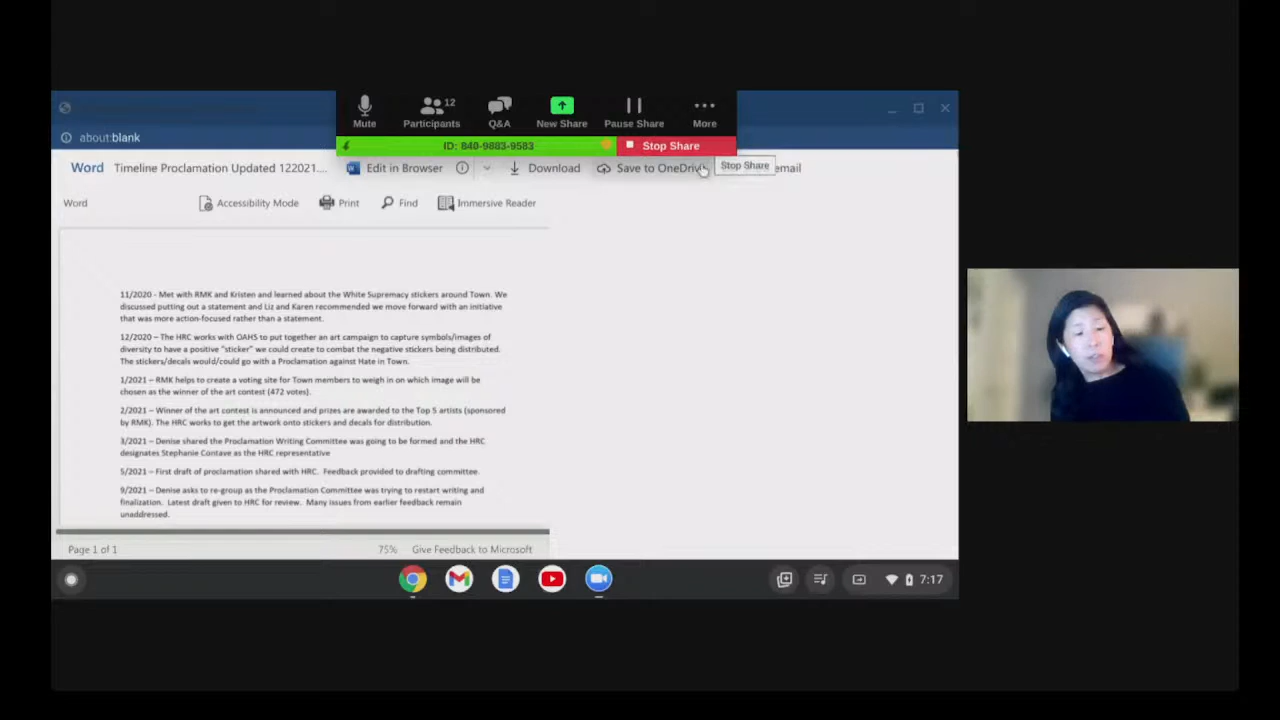 12
Mute
Participants
Q&A
New Share
Pause Share
More
about:blank
ID: 840-9883-9583
Stop Share
Word
Timeline Proclamation Updated 122021...
Edit in Browser
Download
Save to OneDriv
Stop Share
email
Word
Accessibility Mode
Print
Find
Immersive Reader
11/2020 - Met with RMK and Kristen and learned about the White Supremacy stickers around Town. We
discussed putting out a statement and Liz and Karen recommended we move forward with an initiative
that was more action-focused rather than a statement.
12/2020 – The HRC works with OAHS to put together an art campaign to capture symbols/images of
diversity to have a positive "sticker" we could create to combat the negative stickers being distributed.
The stickers/decals would/could go with a Proclamation against Hate in Town.
1/2021 – RMK helps to create a voting site for Town members to weigh in on which image will be
chosen as the winner of the art contest (472 votes).
2/2021 – Winner of the art contest is announced and prizes are awarded to the Top 5 artists (sponsored
by RMK). The HRC works to get the artwork onto stickers and decals for distribution.
3/2021 – Denise shared the Proclamation Writing Committee was going to be formed and the HRC
designates Stephanie Contave as the HRC representative
5/2021 – First draft of proclamation shared with HRC. Feedback provided to drafting committee.
9/2021 – Denise asks to re-group as the Proclamation Committee was trying to restart writing and
finalization. Latest draft given to HRC for review. Many issues from earlier feedback remain
unaddressed.
Page 1 of 1
75%
Give Feedback to Microsoft
7:17